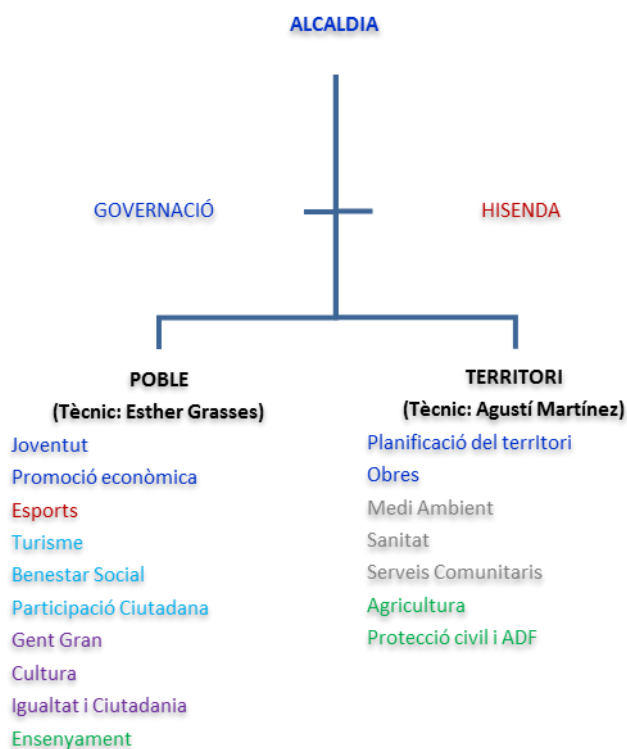 ALCALDIA
GOVERNACIÓ
HISENDA
POBLE
(Tècnic: Esther Grasses)
Joventut
Promoció econòmica
Esports
Turisme
Benestar Social
Participació Ciutadana
Gent Gran
Cultura
Igualtat i Ciutadania
Ensenyament
TERRITORI
(Tècnic: Agustí Martínez)
Planificació del terrItori
Obres
Medi Ambient
Sanitat
Serveis Comunitaris
Agricultura
Protecció civil i ADF